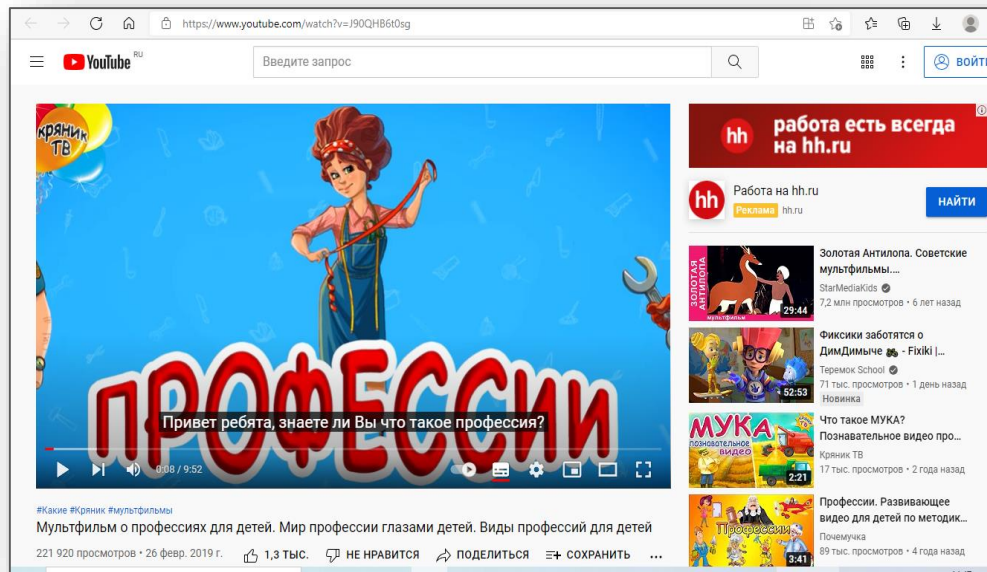 https://www.youtube.com/watch?v=J90QHB6t0sg
YouTube RU
Введите запрос
ВОЙТИ
кряник
ТВ
ПРОФЕССИИ
Привет ребята, знаете ли Вы что такое профессия?
0:08 / 9:52
#Какие #Кряник #мультфильмы
Мультфильм о профессиях для детей. Мир профессии глазами детей. Виды профессий для детей
221 920 просмотров • 26 февр. 2019 г.
1,3 ТЫС.
НЕ НРАВИТСЯ
ПОДЕЛИТЬСЯ
СОХРАНИТЬ
...
hh
работа есть всегда
на hh.ru
hh
Работа на hh.ru
Реклама hh.ru
НАЙТИ
ЗОЛОТАЯ
АНТИЛОПА
мультфильм
29:44
Золотая Антилопа. Советские
мультфильмы....
StarMediaKids
7,2 млн просмотров • 6 лет назад
52:53
Фиксики заботятся о
ДимДимыче - Fixiki |...
Теремок School
71 тыс. просмотров • 1 день назад
Новинка
МУКА
ПОЗНАВАТЕЛЬНОЕ
ВИДЕО
2:21
Что такое МУКА?
Познавательное видео про...
Кряник ТВ
17 тыс. просмотров • 2 года назад
Профессии
3:41
Профессии. Развивающее
видео для детей по методик...
Почемучка
89 тыс. просмотров • 4 года назад